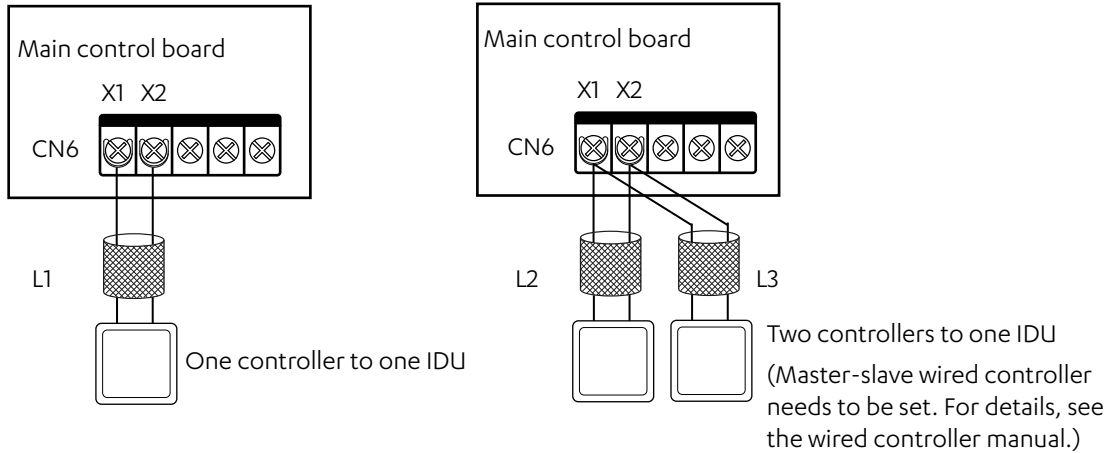 Main control board
X1 X2
CN6
L1
One controller to one IDU
Main control board
X1 X2
CN6
L2
L3
Two controllers to one IDU
(Master-slave wired controller
needs to be set. For details, see
the wired controller manual.)